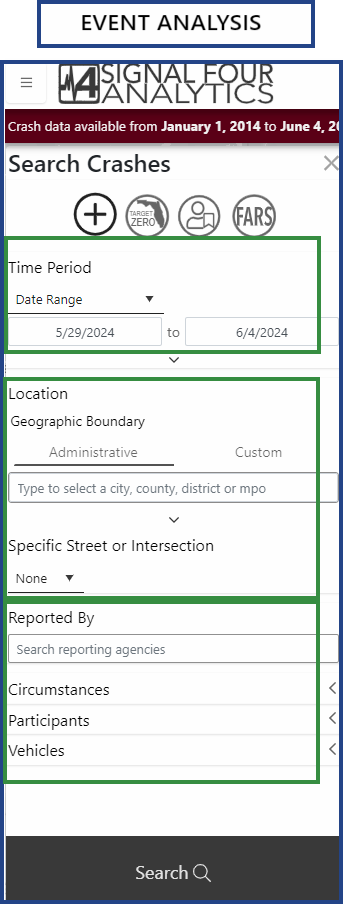 EVENT ANALYSIS
☰
4 SIGNAL FOUR
ANALYTICS
Crash data available from January 1, 2014 to June 4, 20
Search Crashes
TARGET
ZERO
FARS
Time Period
Date Range
5/29/2024 to 6/4/2024
Location
Geographic Boundary
Administrative Custom
Type to select a city, county, district or mpo
Specific Street or Intersection
None
Reported By
Search reporting agencies
Circumstances
Participants
Vehicles
Search